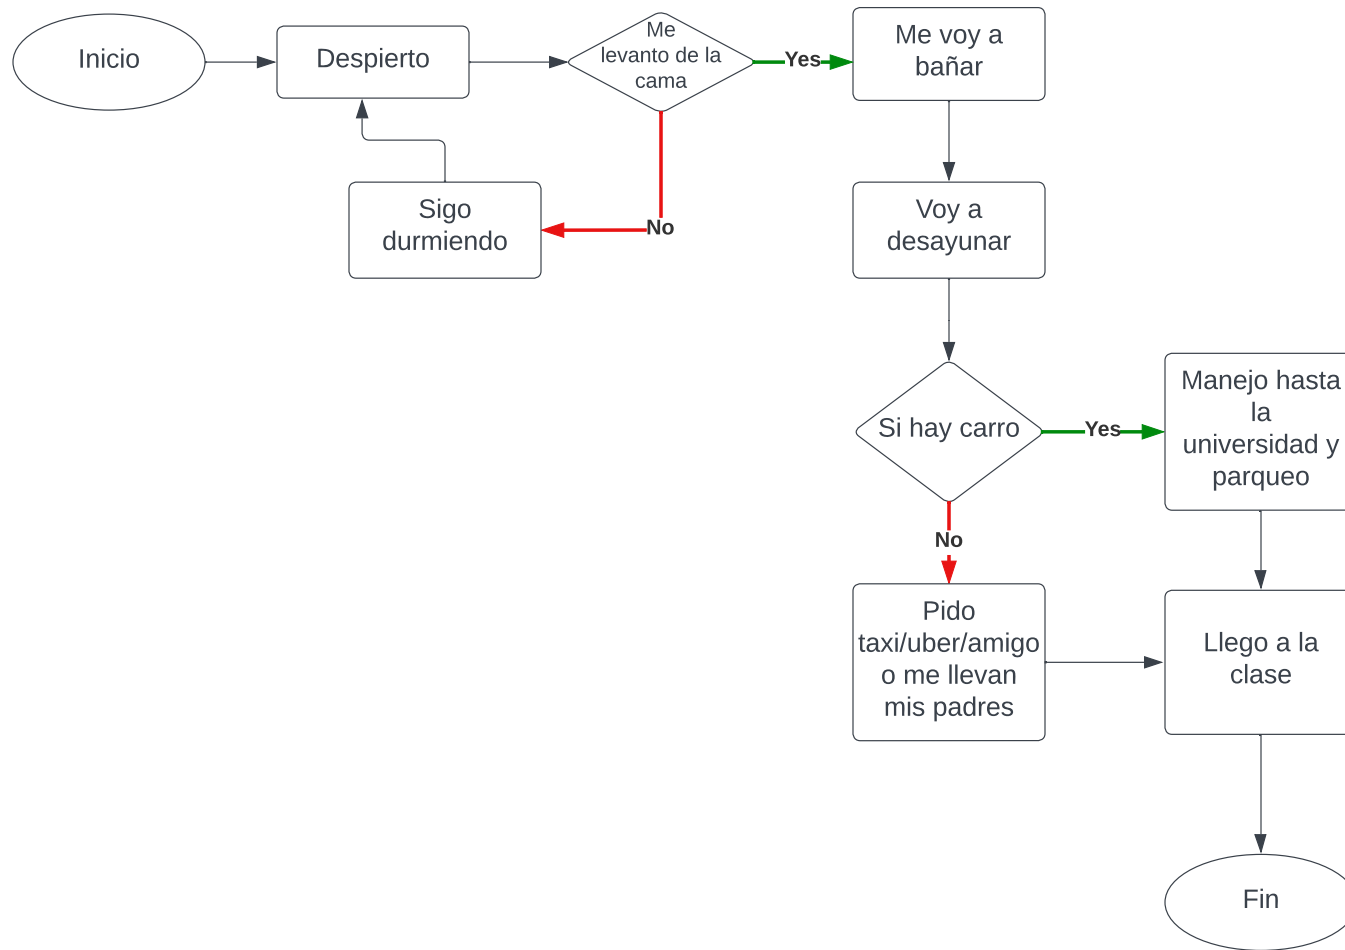 Inicio
Despierto
Me
levanto de la
cama
Yes
Me voy a
bañar
Sigo
durmiendo
No
Voy a
desayunar
Si hay carro
Yes
Manejo hasta
la
universidad y
parqueo
No
Pido
taxi/uber/amigo
o me llevan
mis padres
Llego a la
clase
Fin